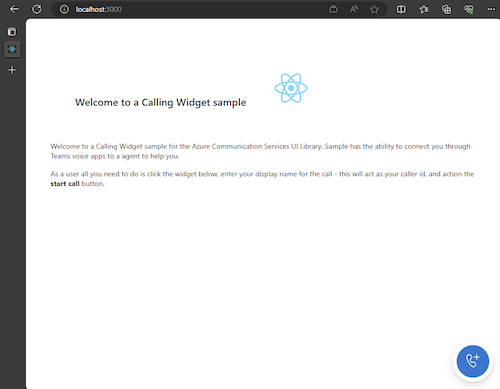 localhost:3000
Welcome to a Calling Widget sample
Welcome to a Calling Widget sample for the Azure Communication Services UI Library. Sample has the ability to connect you through
Teams voice apps to a agent to help you.
As a user all you need to do is click the widget below, enter your display name for the call - this will act as your caller id, and action the
start call button.